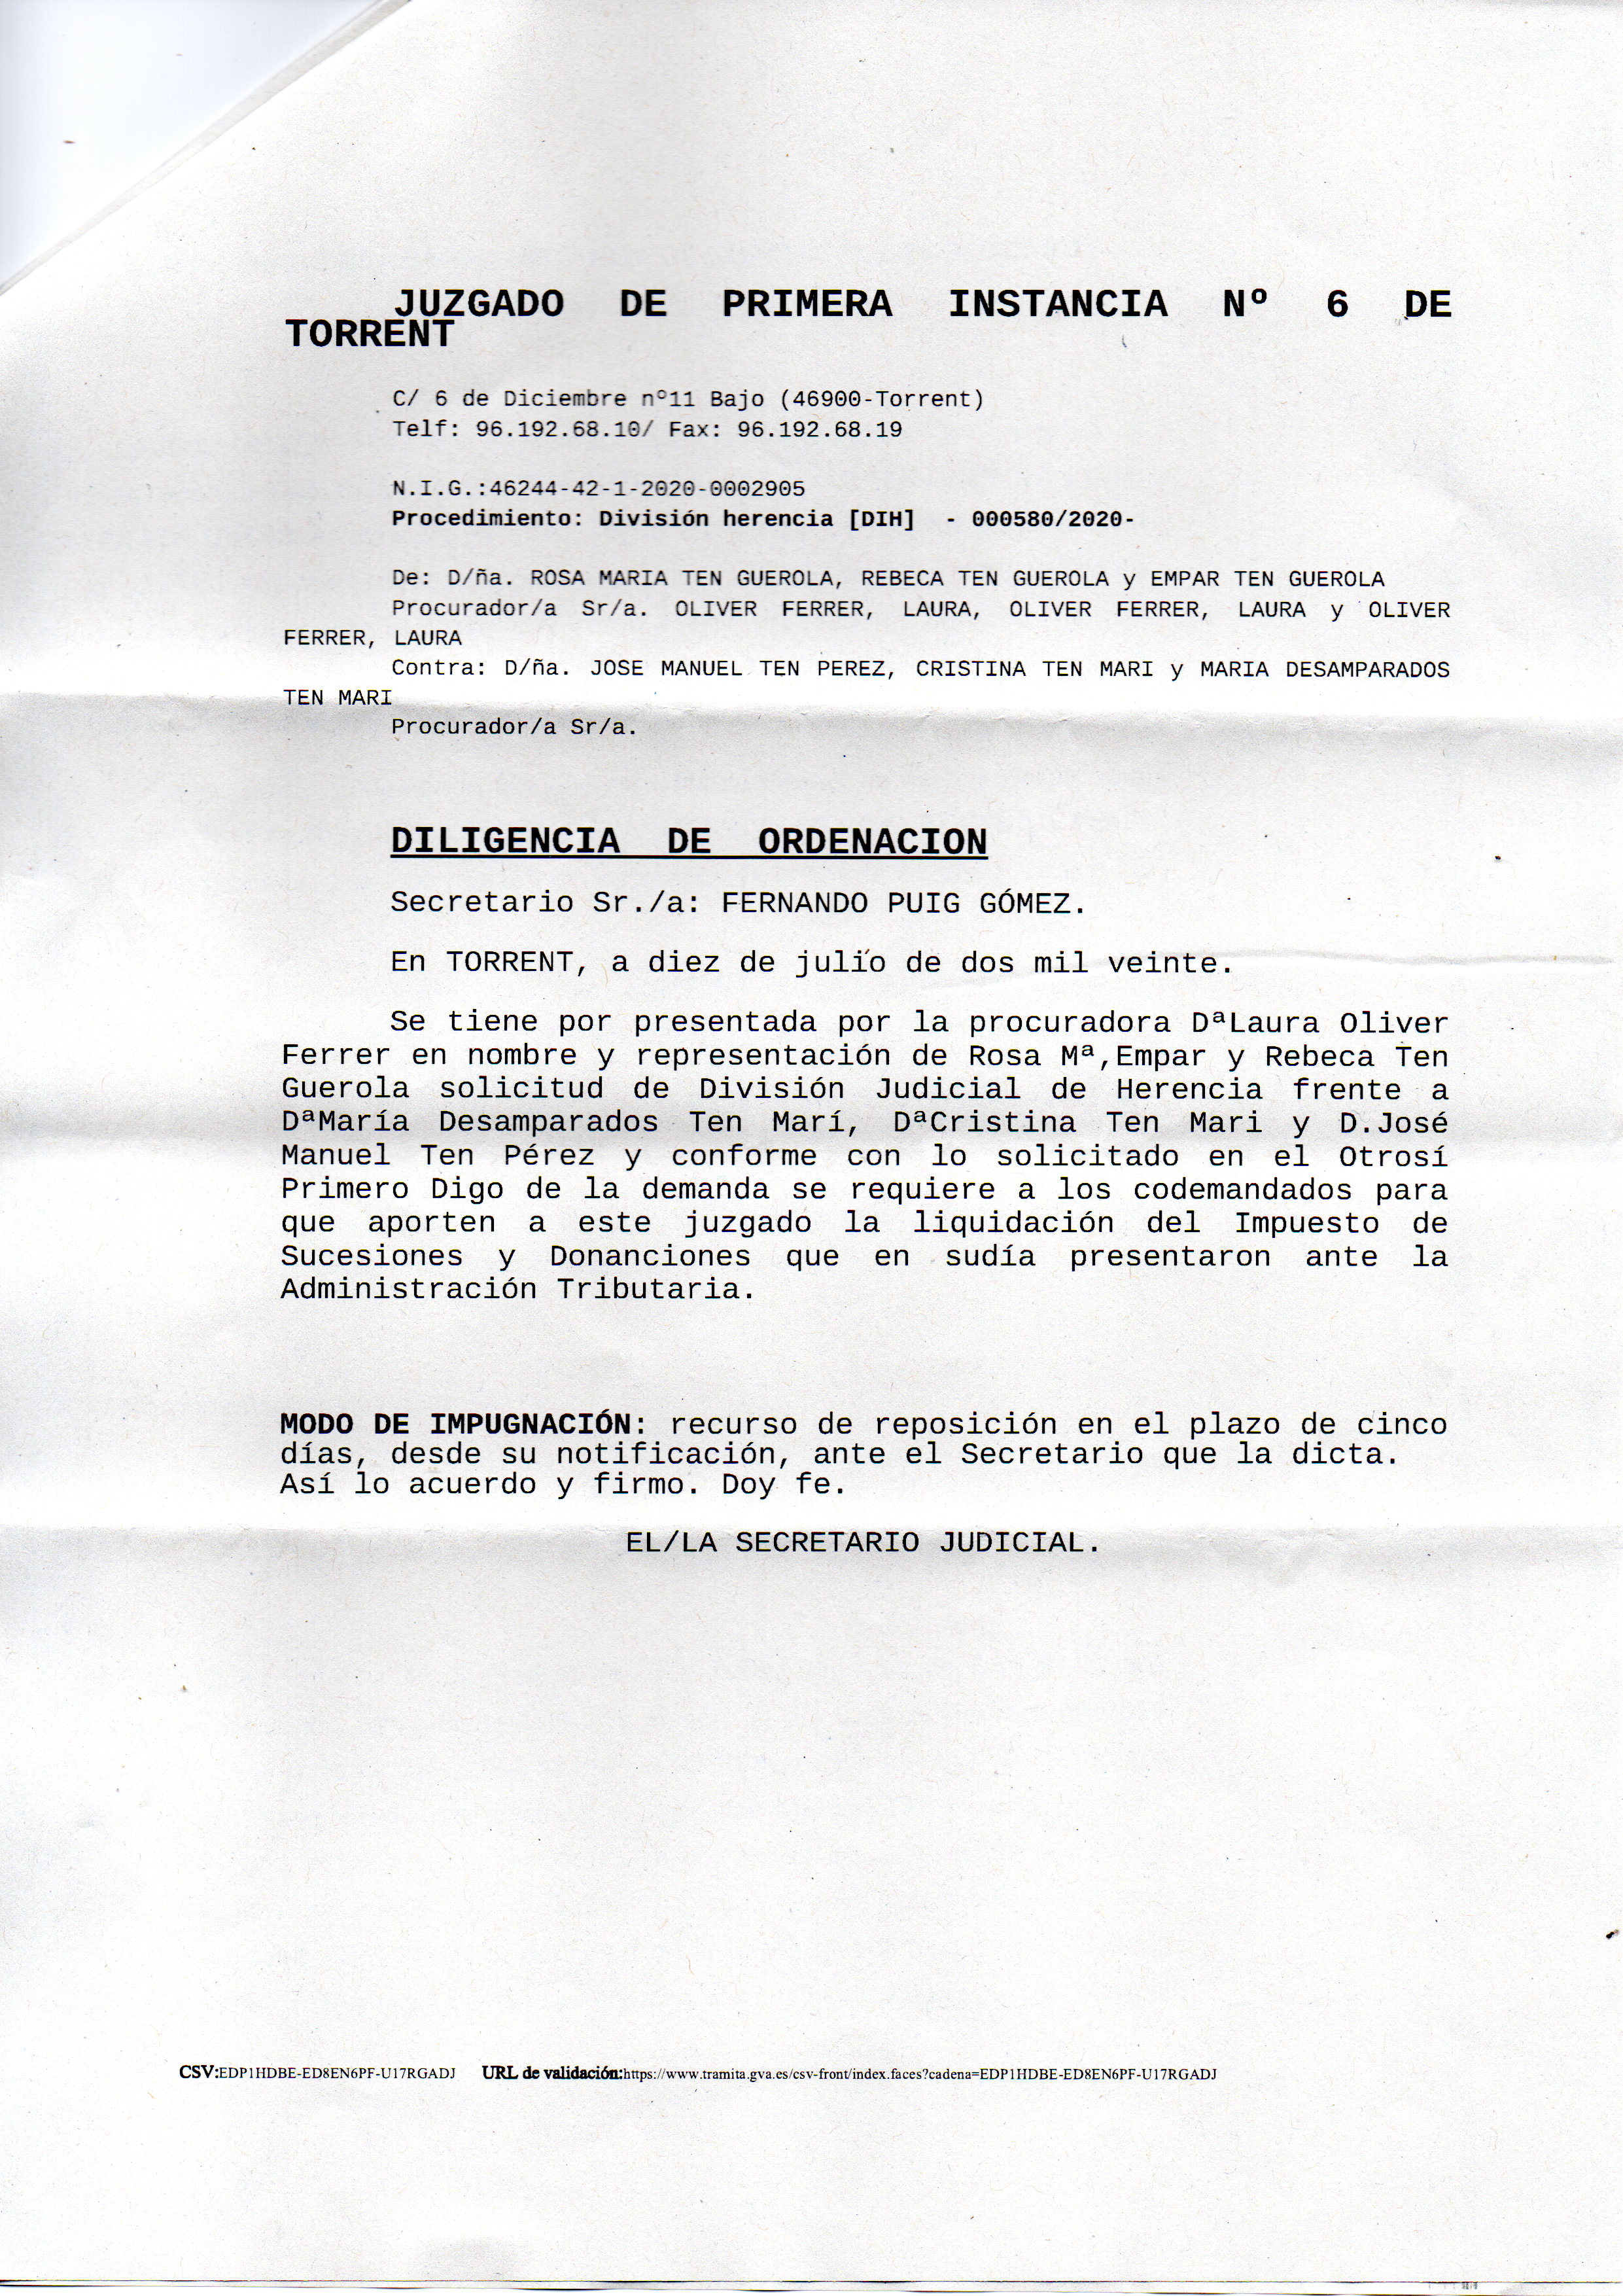 JUZGADO DE PRIMERA INSTANCIA Nº 6 DE
TORRENT
C/ 6 de Diciembre nº11 Bajo (46900-Torrent)
Telf: 96.192.68.10/ Fax: 96.192.68.19
N.I.G.:46244-42-1-2020-0002905
Procedimiento: División herencia [DIH] - 000580/2020-
De: D/ña. ROSA MARIA TEN GUEROLA, REBECA TEN GUEROLA y EMPAR TEN GUEROLA
Procurador/a Sr/a. OLIVER FERRER, LAURA, OLIVER FERRER, LAURA y OLIVER
FERRER, LAURA
Contra: D/ña. JOSE MANUEL TEN PEREZ, CRISTINA TEN MARI y MARIA DESAMPARADOS
TEN MARI
Procurador/a Sr/a.
DILIGENCIA DE ORDENACION
Secretario Sr./a: FERNANDO PUIG GÓMEZ.
En TORRENT, a diez de julio de dos mil veinte.
Se tiene por presentada por la procuradora DªLaura Oliver
Ferrer en nombre y representación de Rosa Mª,Empar y Rebeca Ten
Guerola solicitud de División Judicial de Herencia frente a
DªMaría Desamparados Ten Marí, DªCristina Ten Mari y D.José
Manuel Ten Pérez y conforme con lo solicitado en el Otrosí
Primero Digo de la demanda se requiere a los codemandados para
que aporten a este juzgado la liquidación del Impuesto de
Sucesiones y Donanciones que en sudía presentaron ante la
Administración Tributaria.
MODO DE IMPUGNACIÓN: recurso de reposición en el plazo de cinco
días, desde su notificación, ante el Secretario que la dicta.
Así lo acuerdo y firmo. Doy fe.
EL/LA SECRETARIO JUDICIAL.
CSV:EDP1HDBE-ED8EN6PF-U17RGADJ URL de validación:https://www.tramita.gva.es/csv-front/index.faces?cadena=EDP1HDBE-ED8EN6PF-U17RGADJ